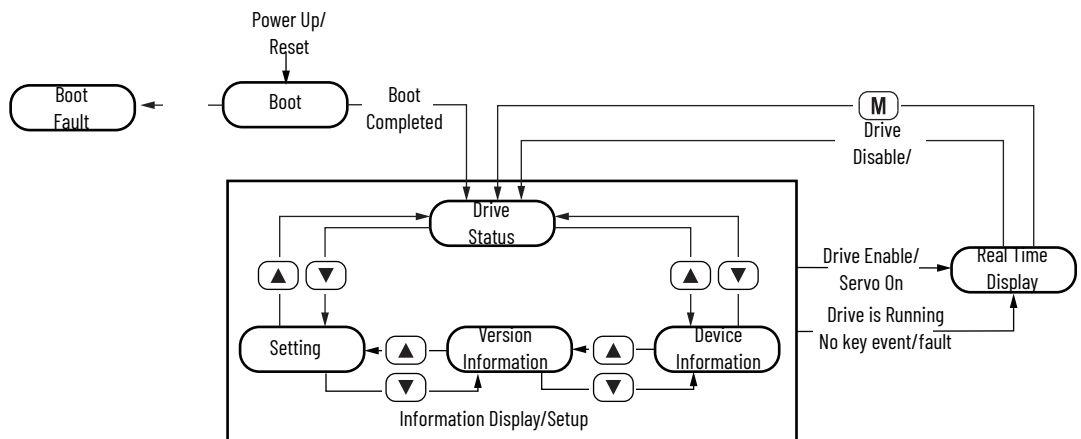 Power Up/
Reset
Boot
Fault
Boot
Boot
Completed
M
Drive
Disable/
Drive
Status
Drive Enable/
Servo On
Real Time
Display
Drive is Running
No key event/fault
Setting
Version
Information
Device
Information
Information Display/Setup